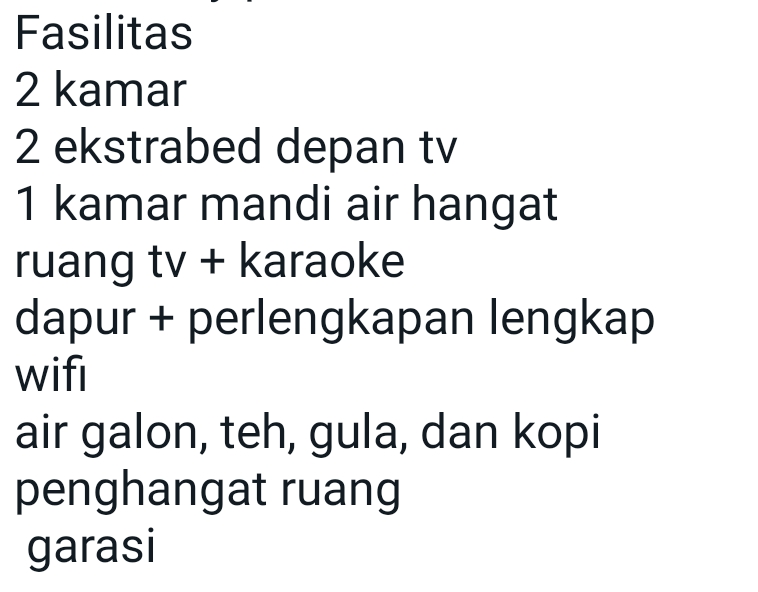 Fasilitas
2 kamar
2 ekstrabed depan tv
1 kamar mandi air hangat
ruang tv + karaoke
dapur + perlengkapan lengkap
wifi
air galon, teh, gula, dan kopi
penghangat ruang
garasi